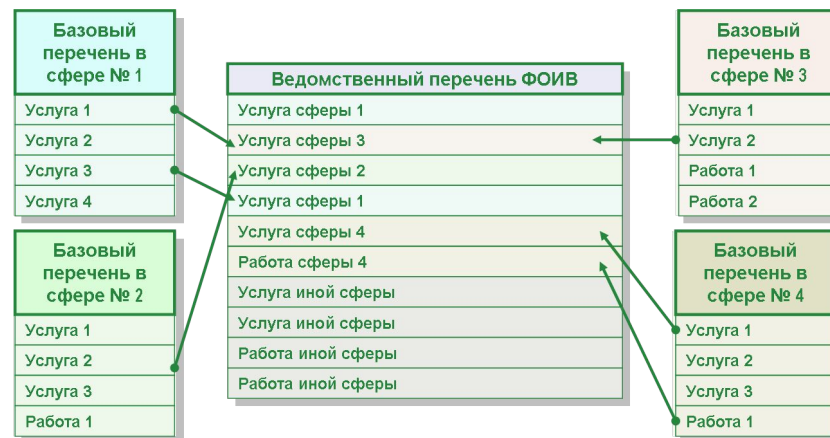 Базовый
перечень в
сфере № 1
Услуга 1
Услуга 2
Услуга 3
Услуга 4
Базовый
перечень в
сфере № 2
Услуга 1
Услуга 2
Услуга 3
Работа 1
Ведомственный перечень ФОИВ
Услуга сферы 1
Услуга сферы 3
Услуга сферы 2
Услуга сферы 1
Услуга сферы 4
Работа сферы 4
Услуга иной сферы
Услуга иной сферы
Работа иной сферы
Работа иной сферы
Базовый
перечень в
сфере № 3
Услуга 1
Услуга 2
Работа 1
Работа 2
Базовый
перечень в
сфере № 4
Услуга 1
Услуга 2
Услуга 3
Работа 1